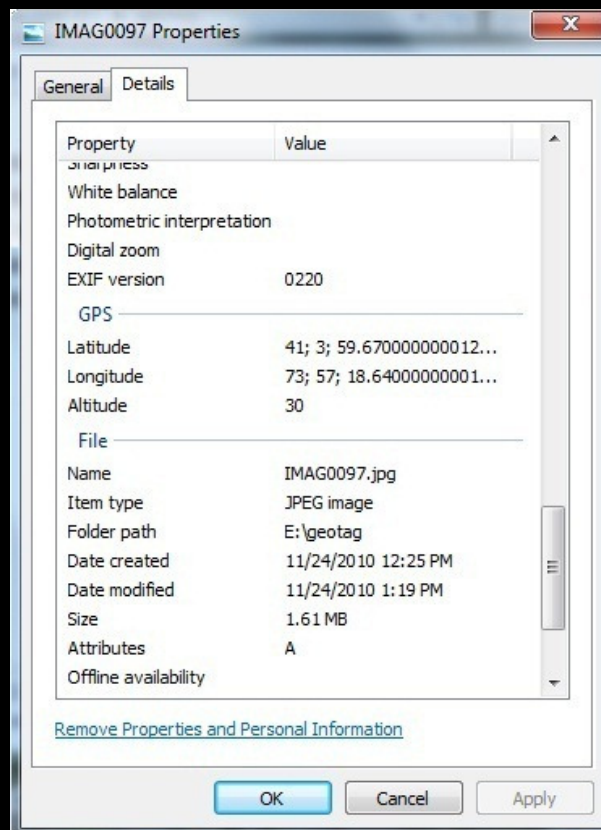 IMAG0097 Properties
General Details
Property Value
Sharpness
White balance
Photometric interpretation
Digital zoom
EXIF version 0220
GPS
Latitude 41; 3; 59.670000000012...
Longitude 73; 57; 18.64000000001...
Altitude 30
File
Name IMAG0097.jpg
Item type JPEG image
Folder path E:\geotag
Date created 11/24/2010 12:25 PM
Date modified 11/24/2010 1:19 PM
Size 1.61 MB
Attributes A
Offline availability
Remove Properties and Personal Information
OK Cancel Apply